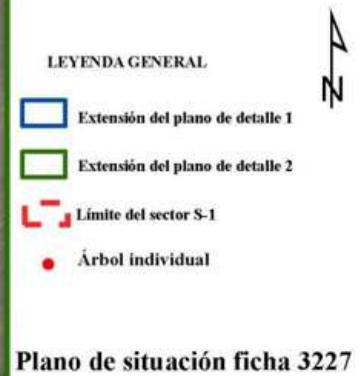 N
LEYENDA GENERAL
Extensión del plano de detalle 1
Extensión del plano de detalle 2
Límite del sector S-1
Árbol individual
Plano de situación ficha 3227